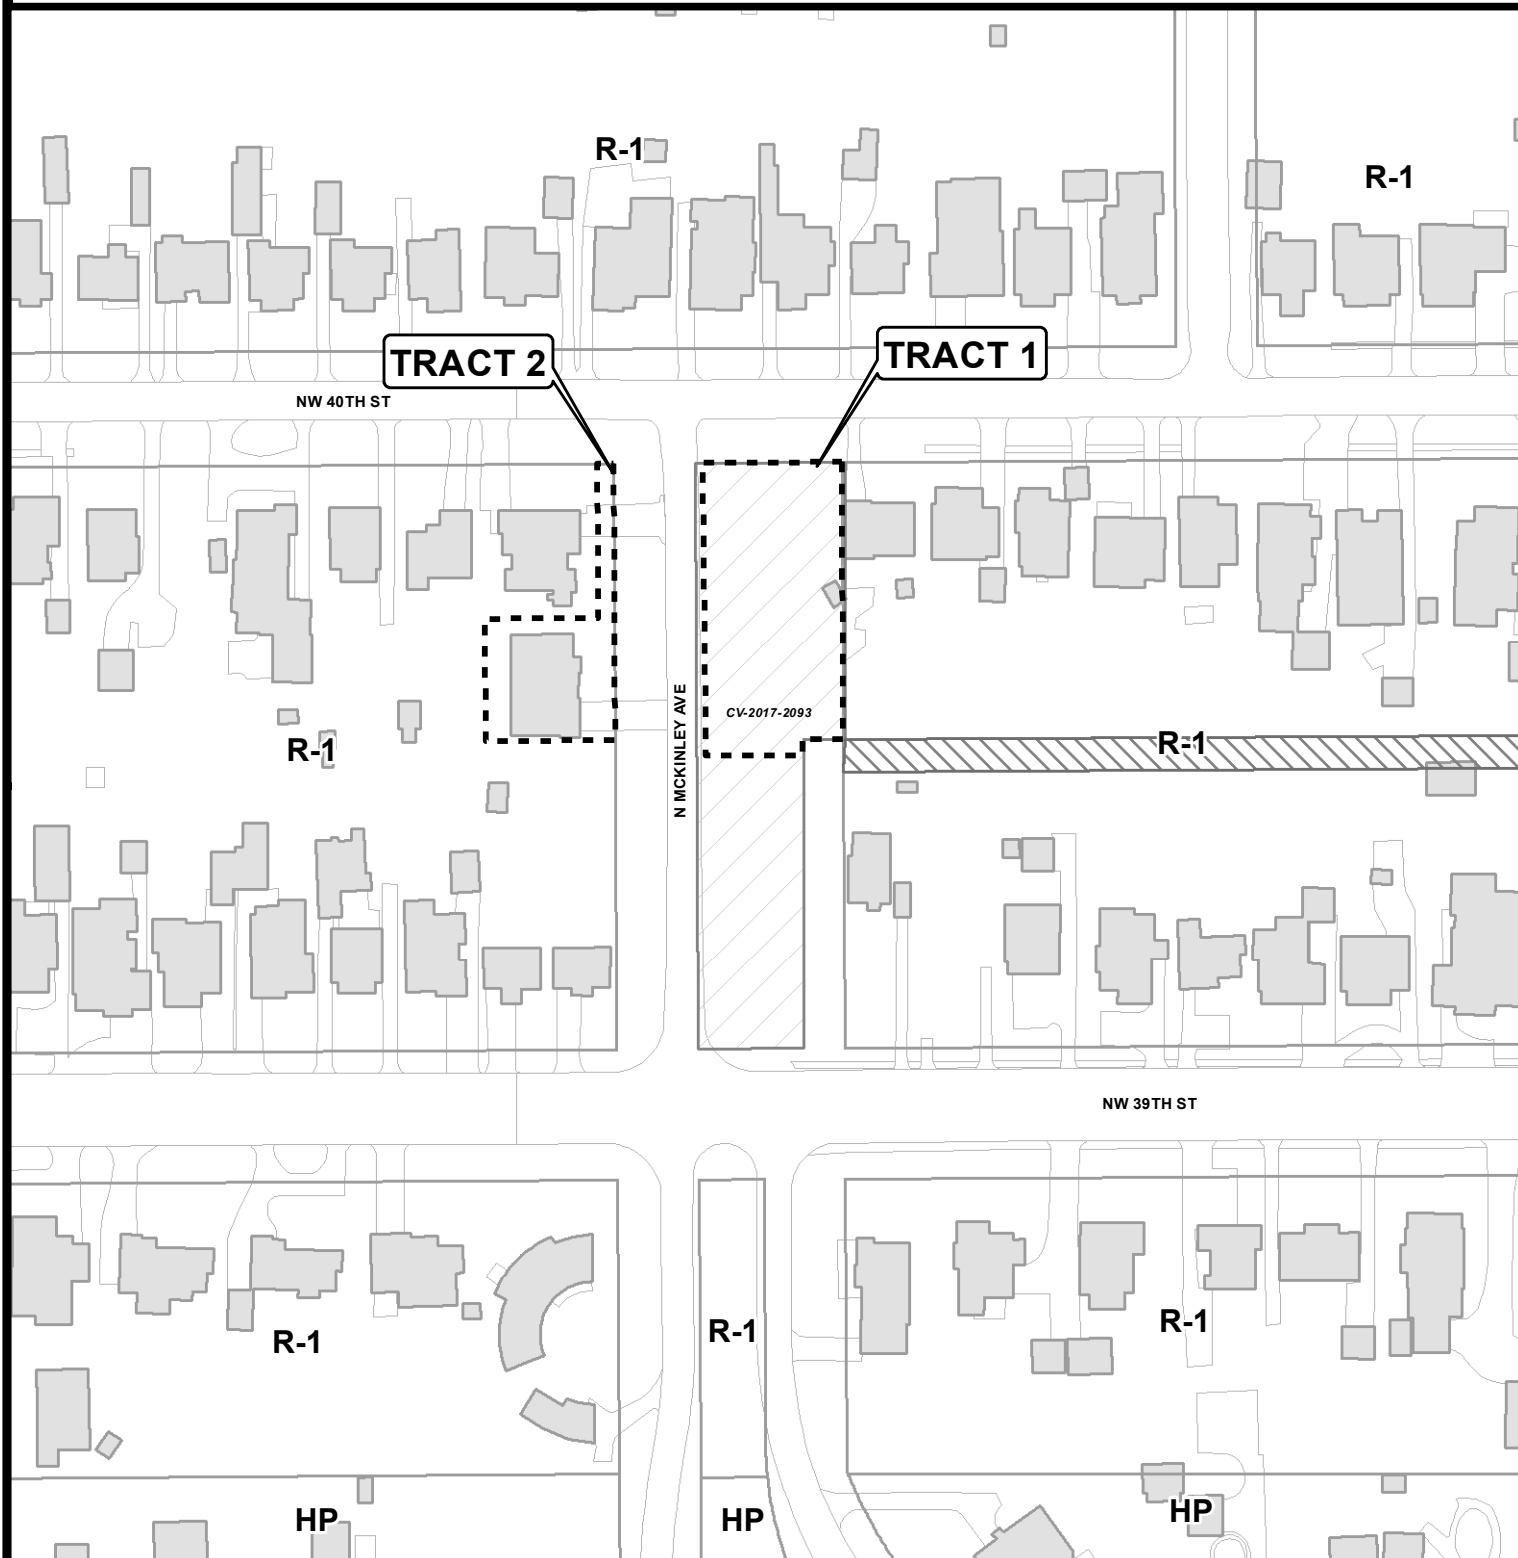 R-1
R-1
TRACT 2
TRACT 1
NW 40TH ST
N MCKINLEY AVE
CV-2017-2093
R-1
R-1
NW 39TH ST
R-1
R-1
R-1
HP
HP
HP